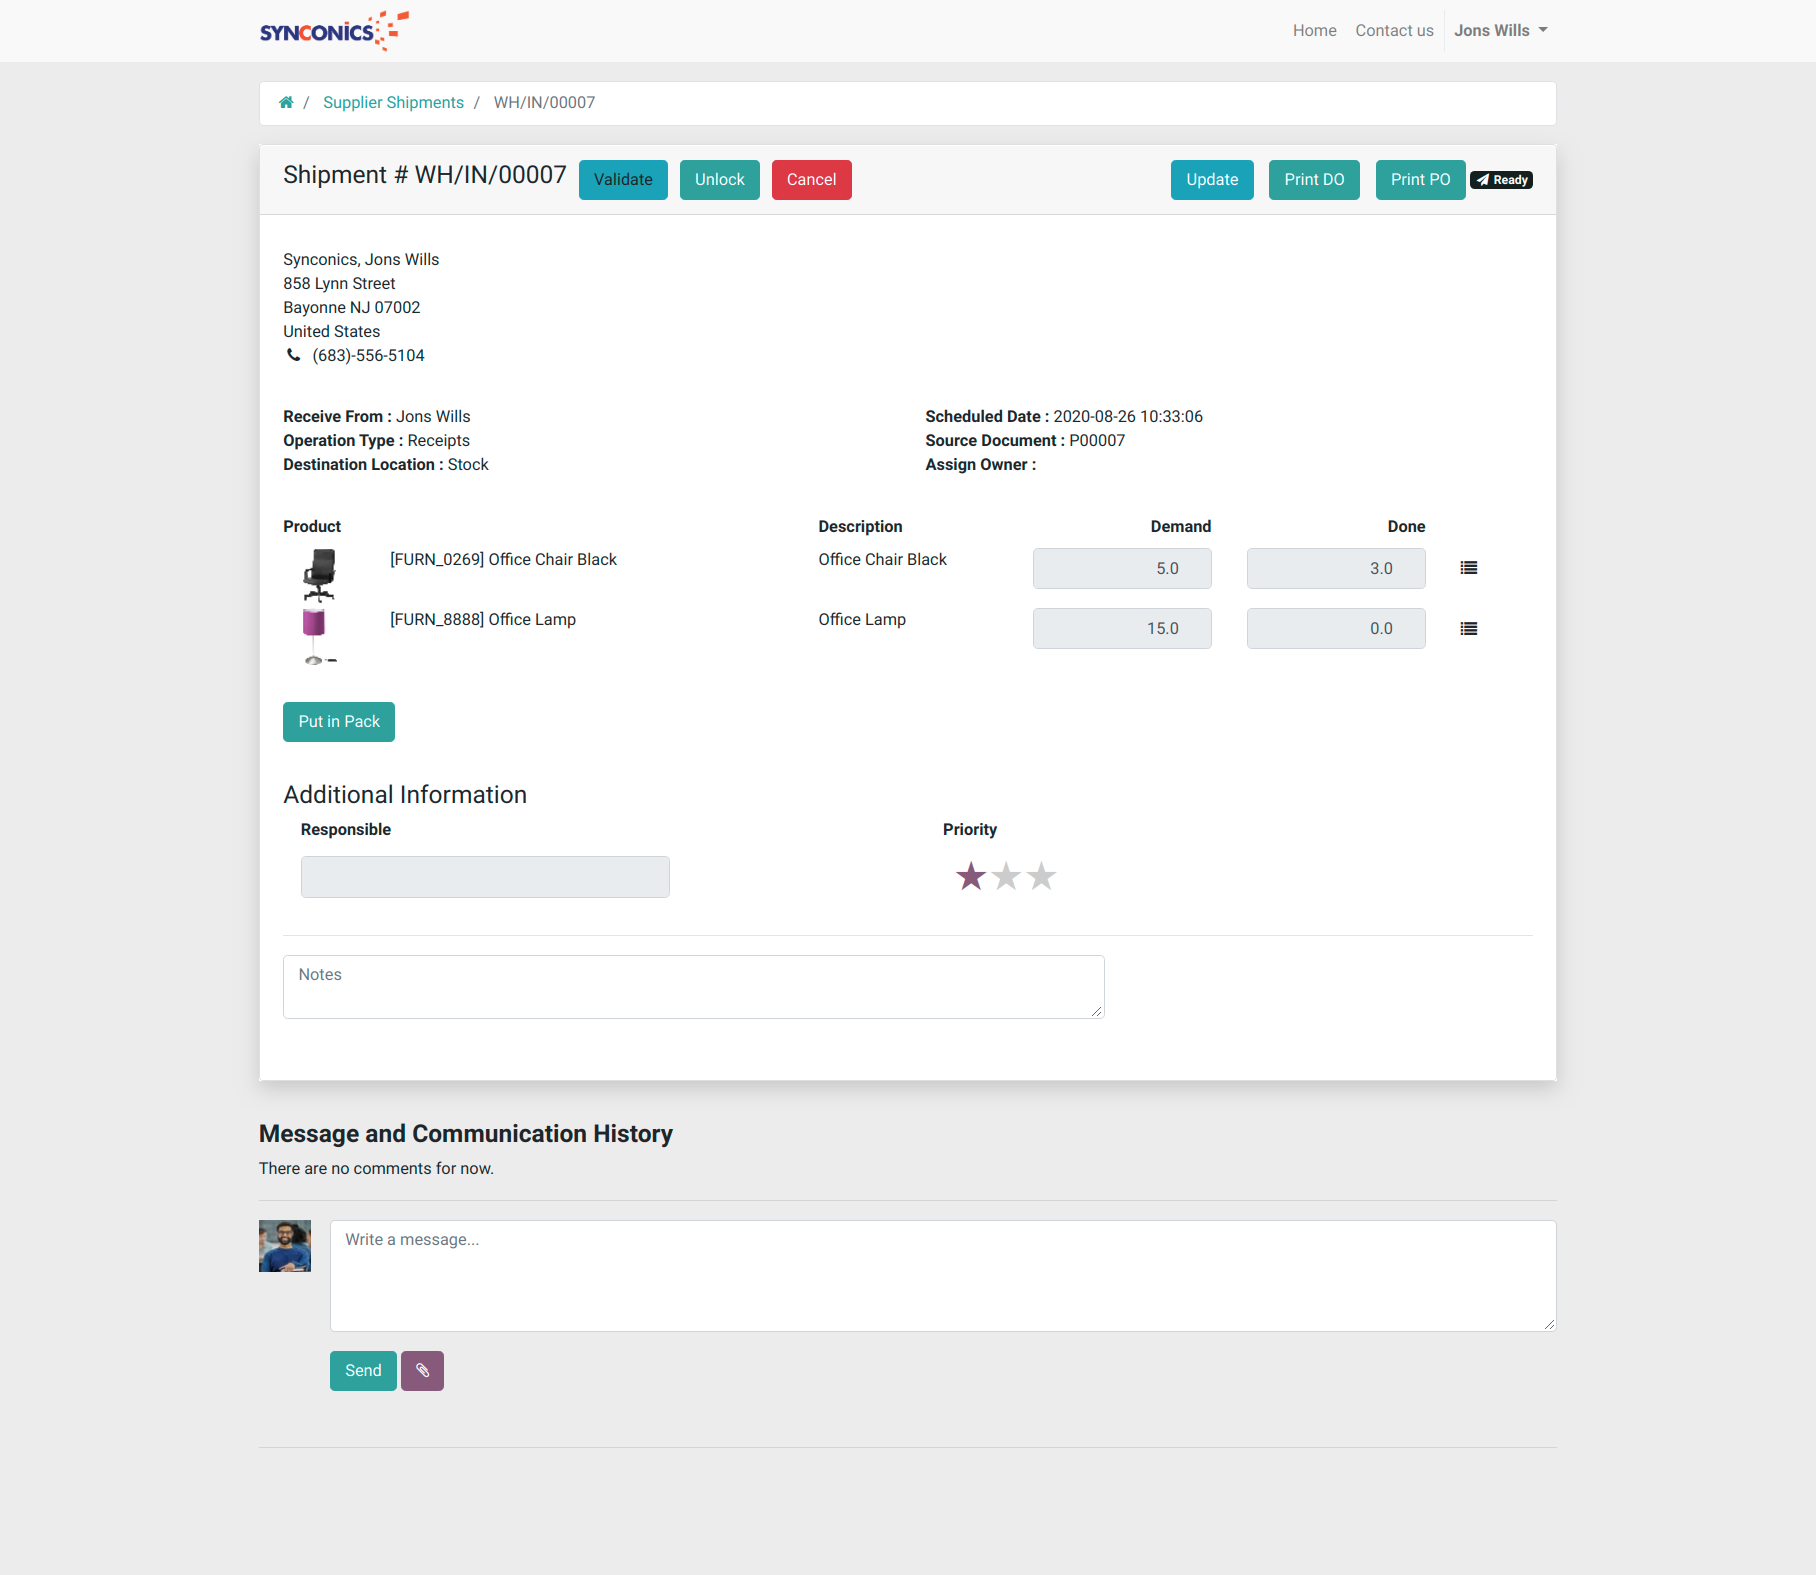 SYNCONICS
Home Contact us Jons Wills
/ Supplier Shipments / WH/IN/00007
Shipment # WH/IN/00007 Validate Unlock Cancel Update Print DO Print PO Ready
Synconics, Jons Wills
858 Lynn Street
Bayonne NJ 07002
United States
(683)-556-5104
Receive From : Jons Wills
Operation Type : Receipts
Destination Location : Stock
Scheduled Date : 2020-08-26 10:33:06
Source Document : P00007
Assign Owner :
Product Description Demand Done
[FURN_0269] Office Chair Black Office Chair Black 5.0 3.0
[FURN_8888] Office Lamp Office Lamp 15.0 0.0
Put in Pack
Additional Information
Responsible Priority
Notes
Message and Communication History
There are no comments for now.
Write a message...
Send